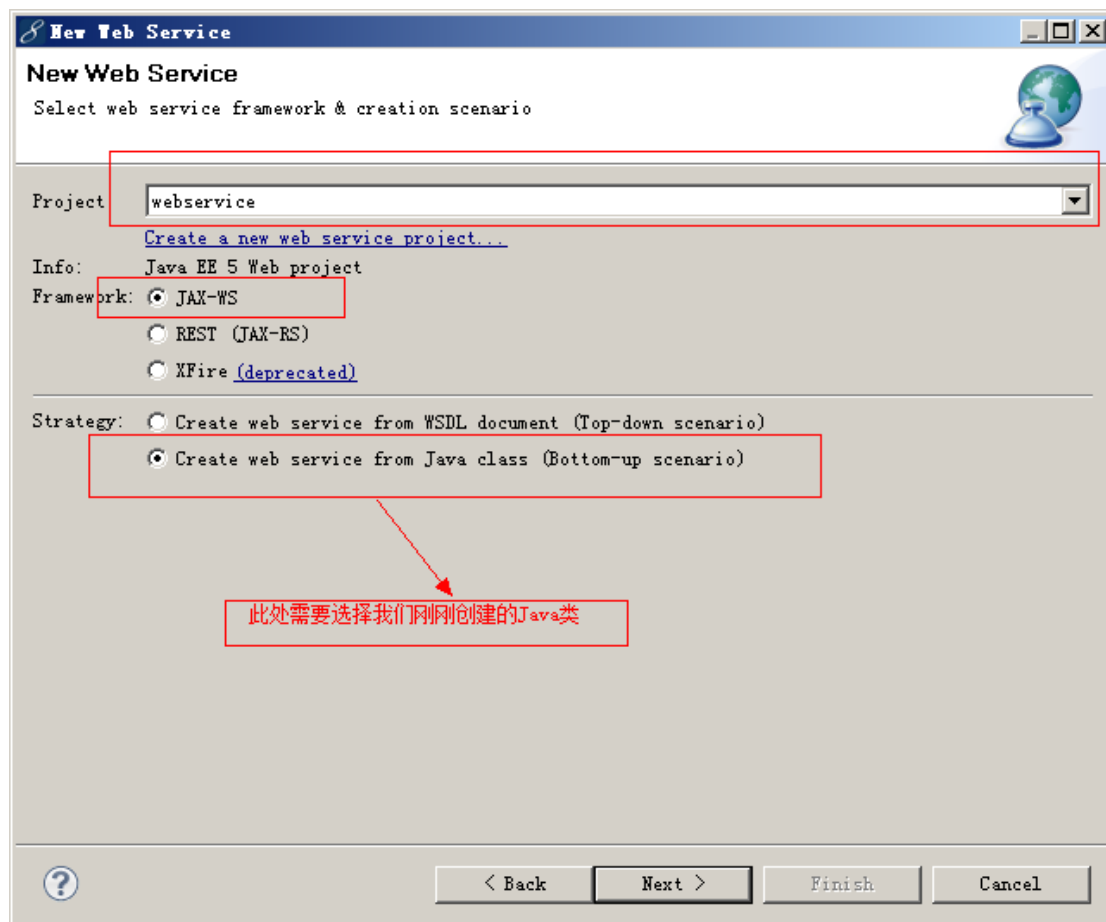 New Web Service
New Web Service
Select web service framework & creation scenario
Project
webservice
Create a new web service project...
Info: Java EE 5 Web project
Framework: JAX-WS
REST (JAX-RS)
XFire (deprecated)
Strategy: Create web service from WSDL document (Top-down scenario)
Create web service from Java class (Bottom-up scenario)
此处需要选择我们刚刚创建的Java类
< Back Next > Finish Cancel